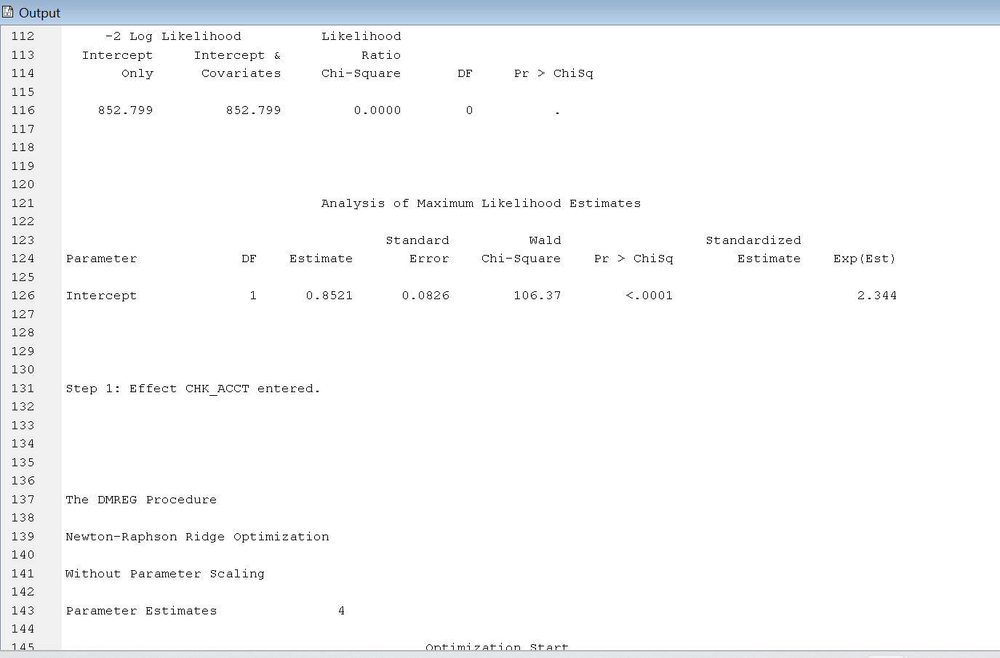 Output
112 -2 Log Likelihood Likelihood
113 Intercept Intercept & Ratio
114 Only Covariates Chi-Square DF Pr > ChiSq
115
116 852.799 852.799 0.0000 0 .
117
118
119
120
121 Analysis of Maximum Likelihood Estimates
122
123 Standard Wald Standardized
124 Parameter DF Estimate Error Chi-Square Pr > ChiSq Estimate Exp(Est)
125
126 Intercept 1 0.8521 0.0826 106.37 <.0001 2.344
127
128
129
130
131 Step 1: Effect CHK_ACCT entered.
132
133
134
135
136
137 The DMREG Procedure
138
139 Newton-Raphson Ridge Optimization
140
141 Without Parameter Scaling
142
143 Parameter Estimates 4
144
145 Optimization Start